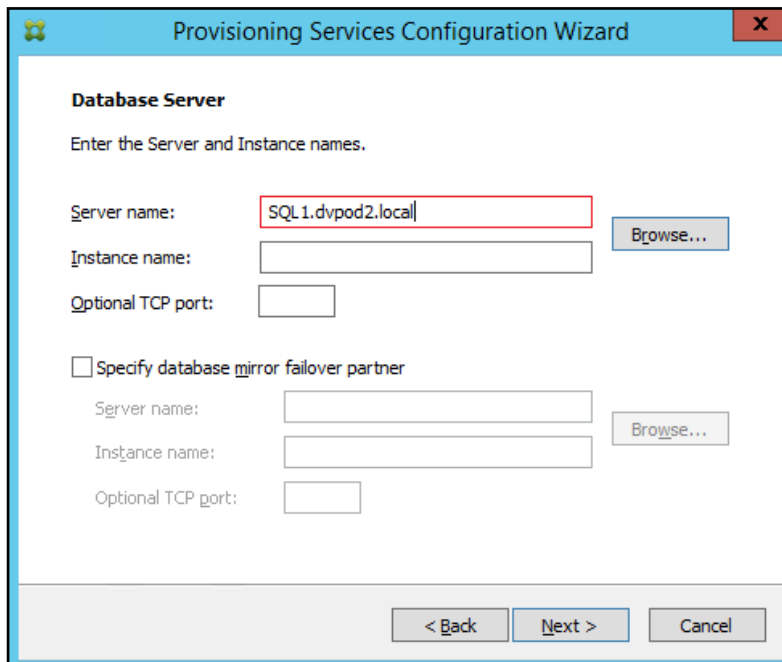 Provisioning Services Configuration Wizard
x
Database Server
Enter the Server and Instance names.
Server name: SQL1.dvpod2.local
Browse...
Instance name:
Optional TCP port:
Specify database mirror failover partner
Server name:
Browse...
Instance name:
Optional TCP port:
< Back Next > Cancel